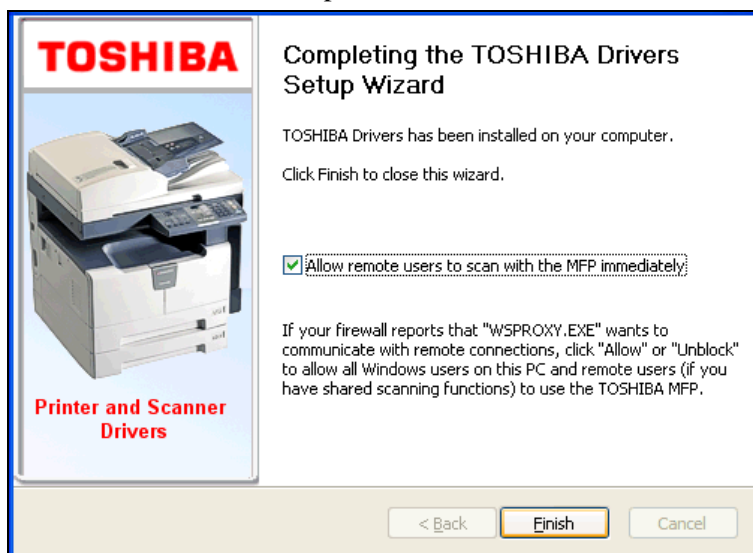 TOSHIBA
Printer and Scanner
Drivers
Completing the TOSHIBA Drivers
Setup Wizard
TOSHIBA Drivers has been installed on your computer.
Click Finish to close this wizard.
Allow remote users to scan with the MFP immediately
If your firewall reports that "WSPROXY.EXE" wants to
communicate with remote connections, click "Allow" or "Unblock"
to allow all Windows users on this PC and remote users (if you
have shared scanning functions) to use the TOSHIBA MFP.
< Back
Finish
Cancel